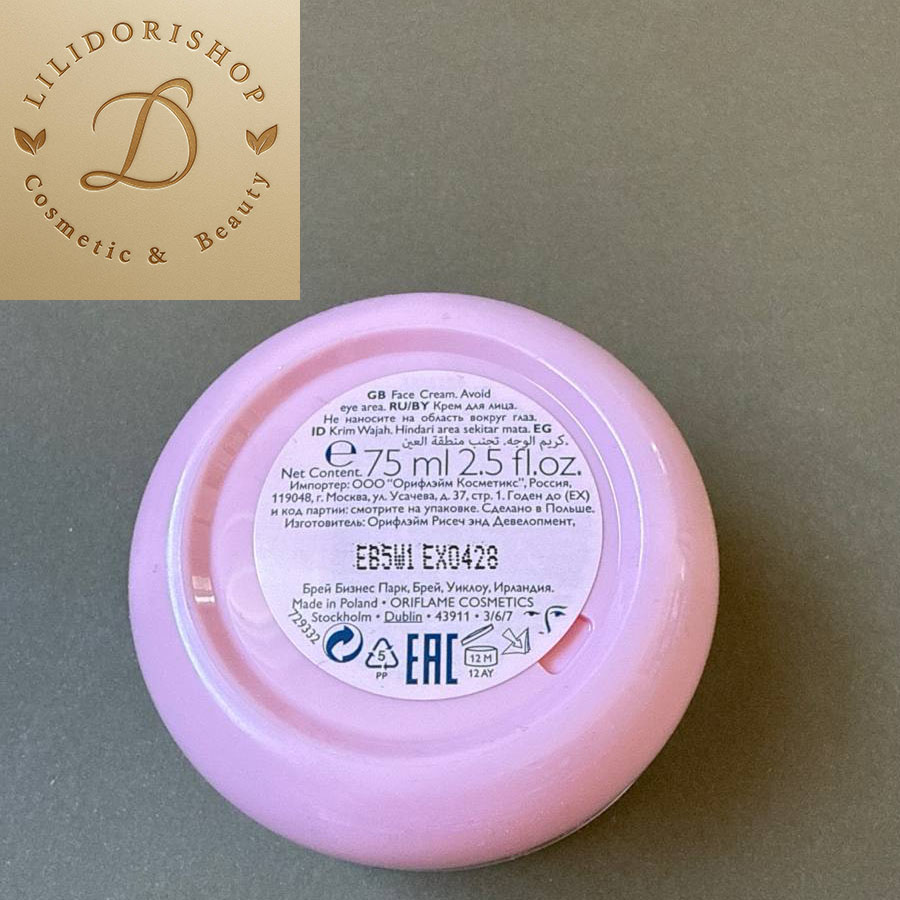 LILIDORISHOP
D
Cosmetic & Beauty
GB Face Cream. Avoid
eye area. RU/BY Крем для лица.
Не наносите на область вокруг глаз.
ID Krim Wajah. Hindari area sekitar mata. EG
كريم الوجه. تجنب منطقة العين.
Net Content. e 75 ml 2.5 fl.oz.
Импортер: ООО "Орифлэйм Косметикс", Россия,
119048, г. Москва, ул. Усачева, д. 37, стр. 1. Годен до (EX)
и код партии: смотрите на упаковке. Сделано в Польше.
Изготовитель: Орифлэйм Рисеч энд Девелопмент,
EB5W1 EX0428
Брей Бизнес Парк, Брей, Уиклоу, Ирландия.
Made in Poland • ORIFLAME COSMETICS
Stockholm • Dublin • 43911 • 3/6/7
729332
5
PP
EAC
12 M
12 AY